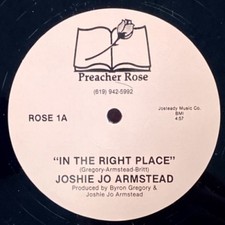 Preacher Rose
(619) 942-5992
ROSE 1A
Josready Music Co.
BMI
4:57
"IN THE RIGHT PLACE"
(Gregory-Armstead-Britt)
JOSHIE JO ARMSTEAD
Produced by Byron Gregory &
Joshie Jo Armstead